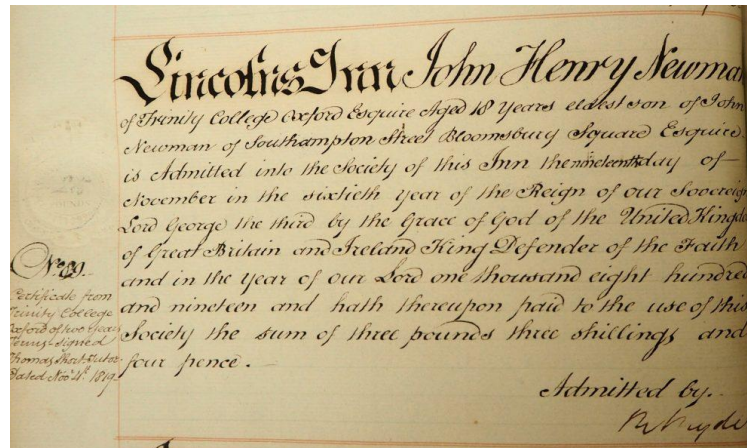 Lincolns Inn John Henry Newman
of Trinity College Oxford Esquire Aged 18 Years eldest son of John
Newman of Southampton Street Bloomsbury Square Esquire
is Admitted into the Society of this Inn the nineteenth day of
November in the sixtieth year of the Reign of our Sovereign
Lord George the third by the Grace of God of the United Kingd
of Great Britain and Ireland King Defender of the Faith
and in the Year of our Lord one thousand eight hundred
and nineteen and hath thereupon paid to the use of this
Society the sum of three pounds three shillings and
four pence.
Admitted by.
No. 39.
Certificate from
Trinity College
Oxford of two Years
Terms signed
Thomas Short Tutor
Dated Novr. 4th. 1819